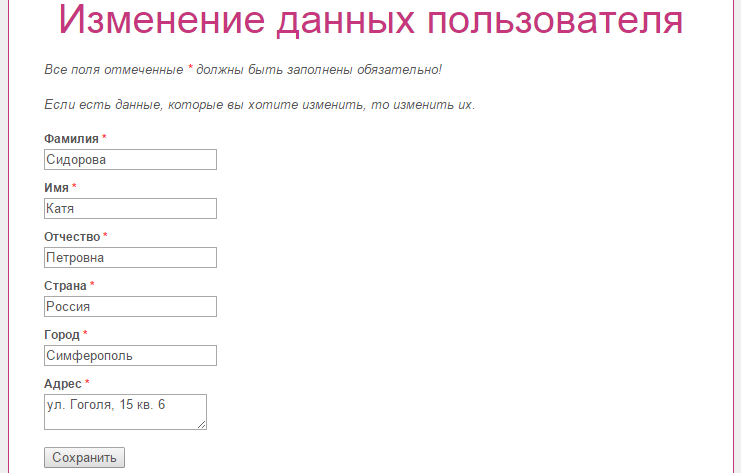 Изменение данных пользователя
Все поля отмеченные * должны быть заполнены обязательно!
Если есть данные, которые вы хотите изменить, то изменить их.
Фамилия *
Сидорова
Имя *
Катя
Отчество *
Петровна
Страна *
Россия
Город *
Симферополь
Адрес *
ул. Гоголя, 15 кв. 6
Сохранить